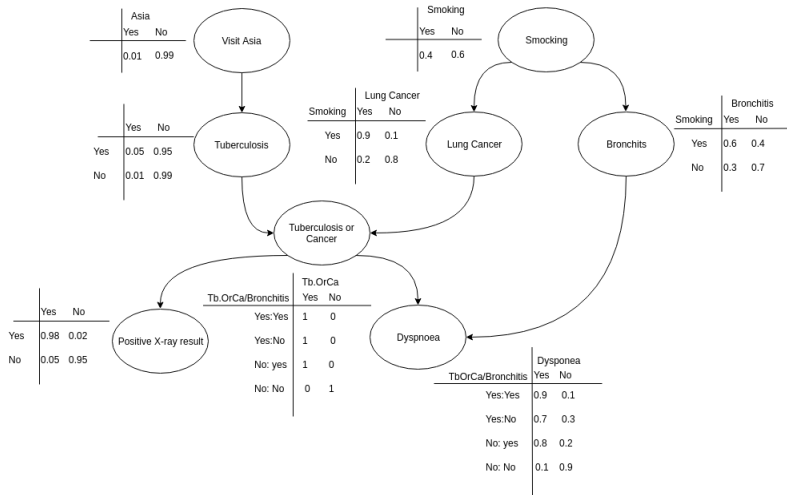 Asia
Yes No
0.01 0.99
Visit Asia
Smoking
Yes No
0.4 0.6
Smocking
Yes No
Yes 0.05 0.95
No 0.01 0.99
Tuberculosis
Lung Cancer
Smoking Yes No
Yes 0.9 0.1
No 0.2 0.8
Lung Cancer
Bronchits
Bronchitis
Smoking Yes No
Yes 0.6 0.4
No 0.3 0.7
Tuberculosis or
Cancer
Yes No
Yes 0.98 0.02
No 0.05 0.95
Positive X-ray result
Tb.OrCa
Tb.OrCa/Bronchitis Yes No
Yes:Yes 1 0
Yes:No 1 0
No: yes 1 0
No: No 0 1
Dyspnoea
Dysponea
TbOrCa/Bronchitis Yes No
Yes:Yes 0.9 0.1
Yes:No 0.7 0.3
No: yes 0.8 0.2
No: No 0.1 0.9